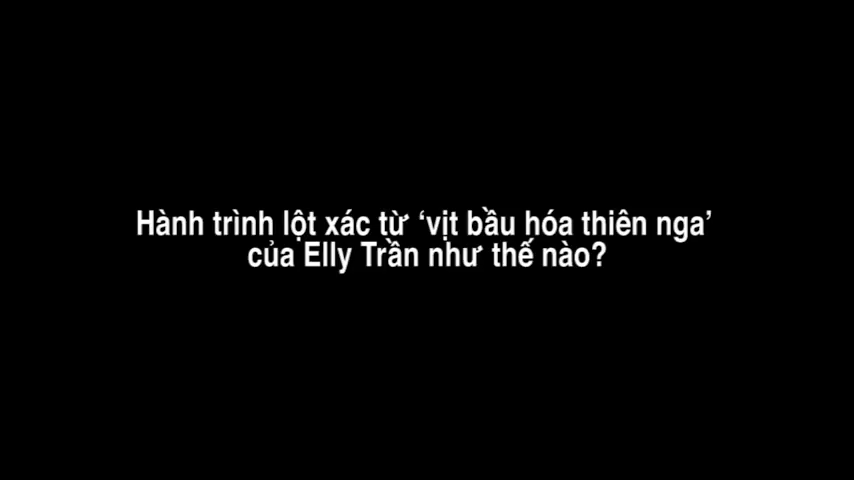 Hành trình lột xác từ ‘vịt bầu hóa thiên nga’
của Elly Trần như thế nào?